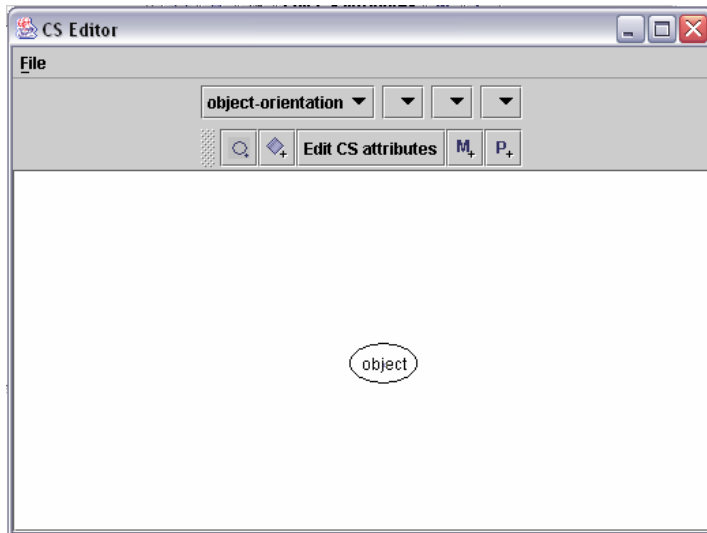 CS Editor
File
object-orientation
Edit CS attributes M+ P+
object